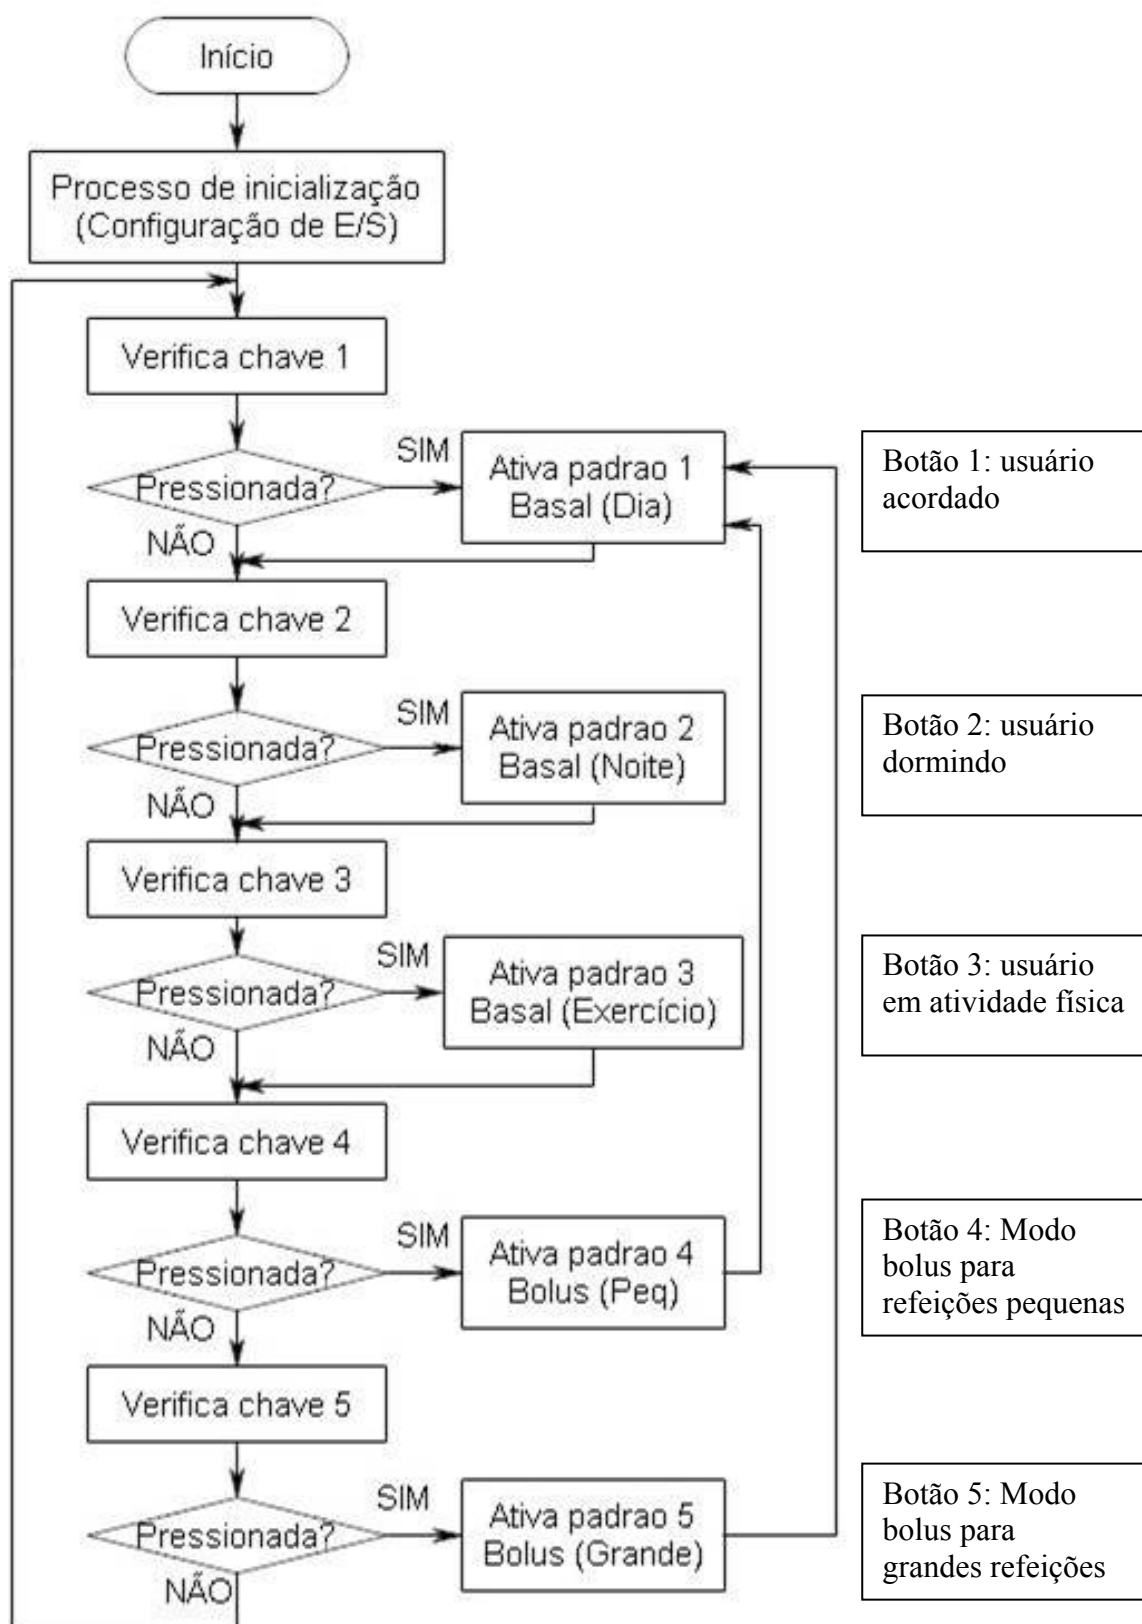 Início
Processo de inicialização
(Configuração de E/S)
Verifica chave 1
Pressionada?
SIM
NÃO
Ativa padrao 1
Basal (Dia)
Botão 1: usuário
acordado
Verifica chave 2
Pressionada?
SIM
NÃO
Ativa padrao 2
Basal (Noite)
Botão 2: usuário
dormindo
Verifica chave 3
Pressionada?
SIM
NÃO
Ativa padrao 3
Basal (Exercício)
Botão 3: usuário
em atividade física
Verifica chave 4
Pressionada?
SIM
NÃO
Ativa padrao 4
Bolus (Peq)
Botão 4: Modo
bolus para
refeições pequenas
Verifica chave 5
Pressionada?
SIM
NÃO
Ativa padrao 5
Bolus (Grande)
Botão 5: Modo
bolus para
grandes refeições